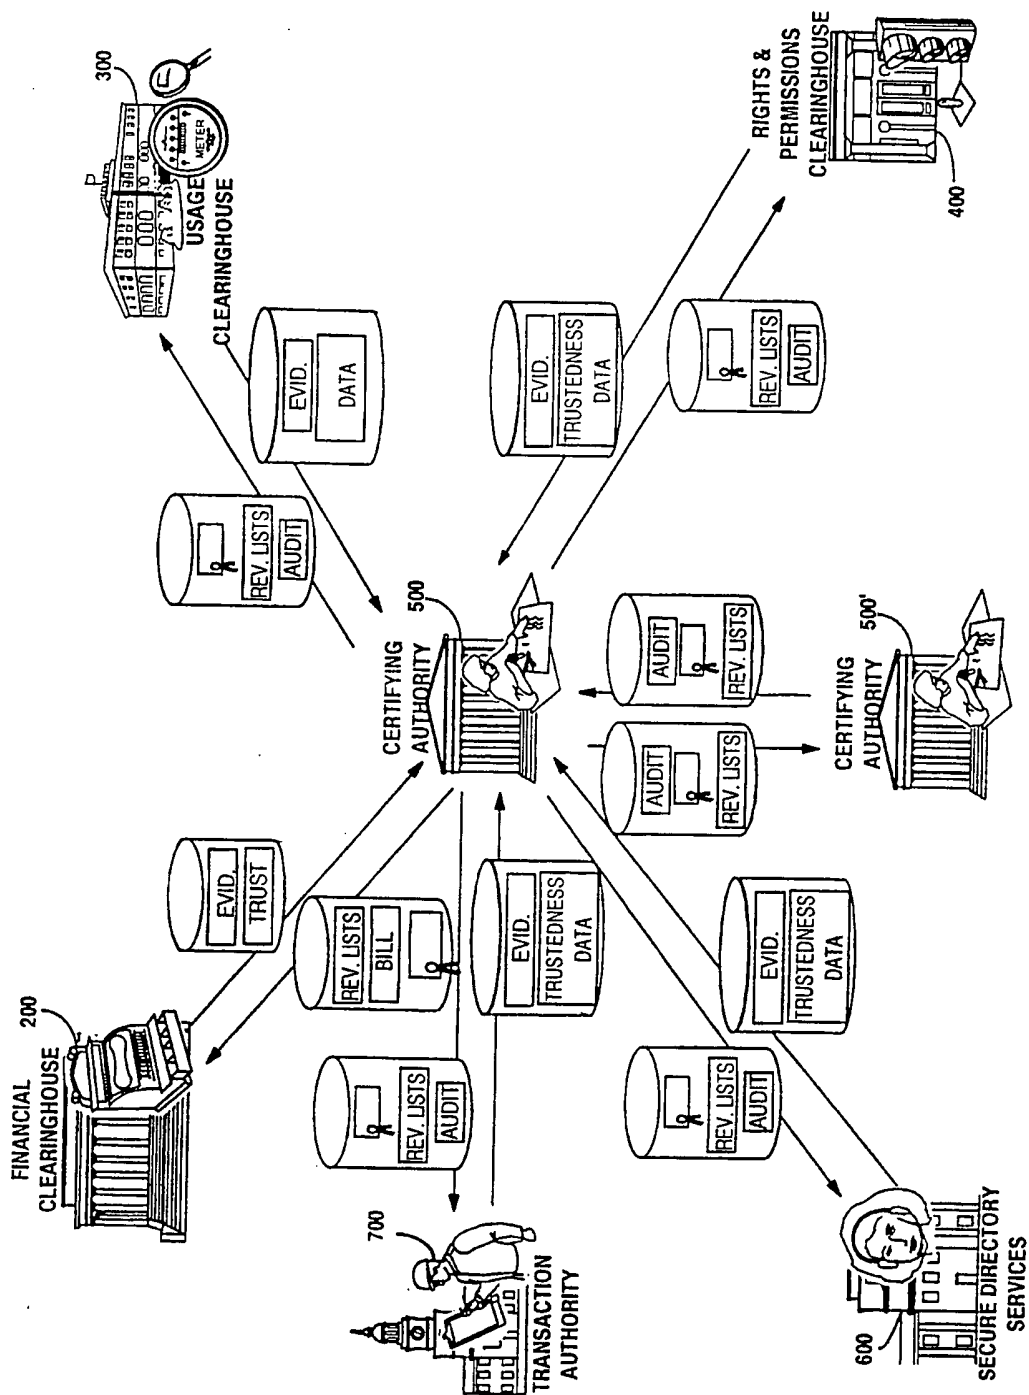 FINANCIAL
CLEARINGHOUSE
200
EVID.
TRUST
REV. LISTS
BILL
300
METER
USAGE
CLEARINGHOUSE
REV. LISTS
AUDIT
EVID.
DATA
TRANSACTION
AUTHORITY
700
REV. LISTS
AUDIT
EVID.
TRUSTEDNESS
DATA
CERTIFYING
AUTHORITY
500
EVID.
TRUSTEDNESS
DATA
REV. LISTS
AUDIT
RIGHTS &
PERMISSIONS
CLEARINGHOUSE
400
SECURE DIRECTORY
SERVICES
600
REV. LISTS
AUDIT
EVID.
TRUSTEDNESS
DATA
AUDIT
REV. LISTS
AUDIT
REV. LISTS
CERTIFYING
AUTHORITY
500'